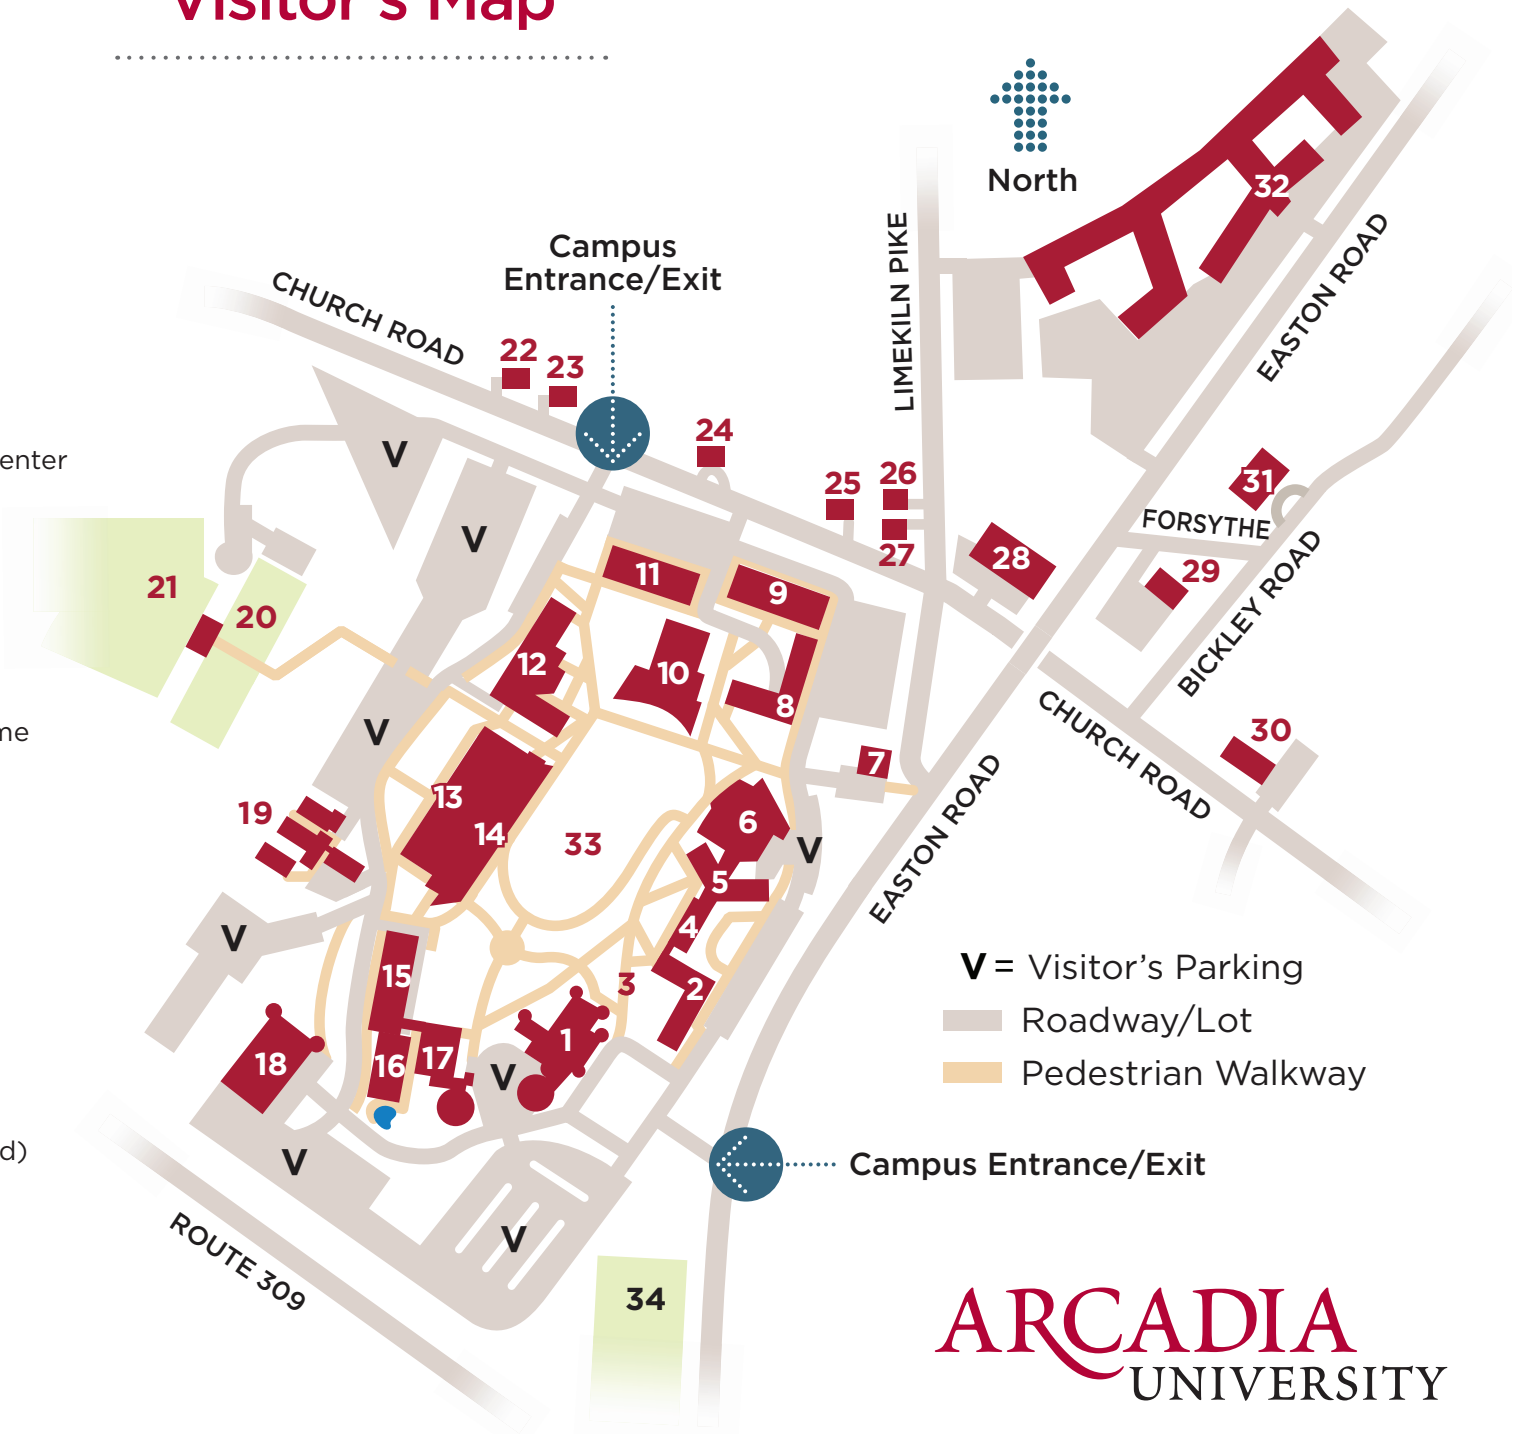 Visitor's Map
North
Campus
Entrance/Exit
CHURCH ROAD
LIMEKILN PIKE
EASTON ROAD
32
22
23
24
25
26
27
28
31
FORSYTHE
29
BICKLEY ROAD
30
CHURCH ROAD
EASTON ROAD
enter
me
d)
V
V
V
V
V
V
V
V
21
20
19
11
9
12
10
8
7
13
14
33
6
5
4
3
2
15
1
16
17
18
V = Visitor's Parking
Roadway/Lot
Pedestrian Walkway
Campus Entrance/Exit
ROUTE 309
34
ARCADIA
UNIVERSITY